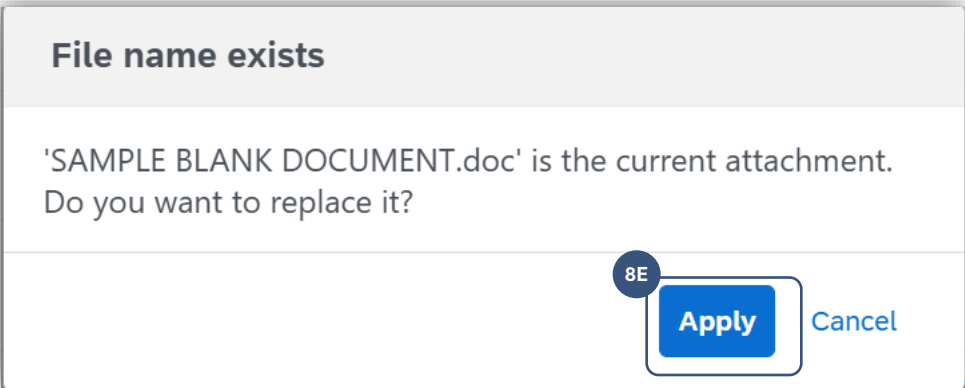 File name exists
'SAMPLE BLANK DOCUMENT.doc' is the current attachment.
Do you want to replace it?
8E
Apply Cancel